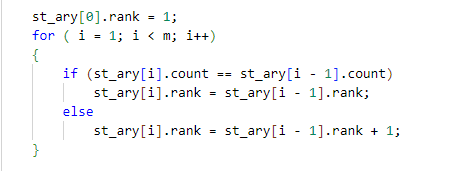 st_ary[0].rank = 1;
for ( i = 1; i < m; i++)
{
    if (st_ary[i].count == st_ary[i - 1].count)
        st_ary[i].rank = st_ary[i - 1].rank;
    else
        st_ary[i].rank = st_ary[i - 1].rank + 1;
}